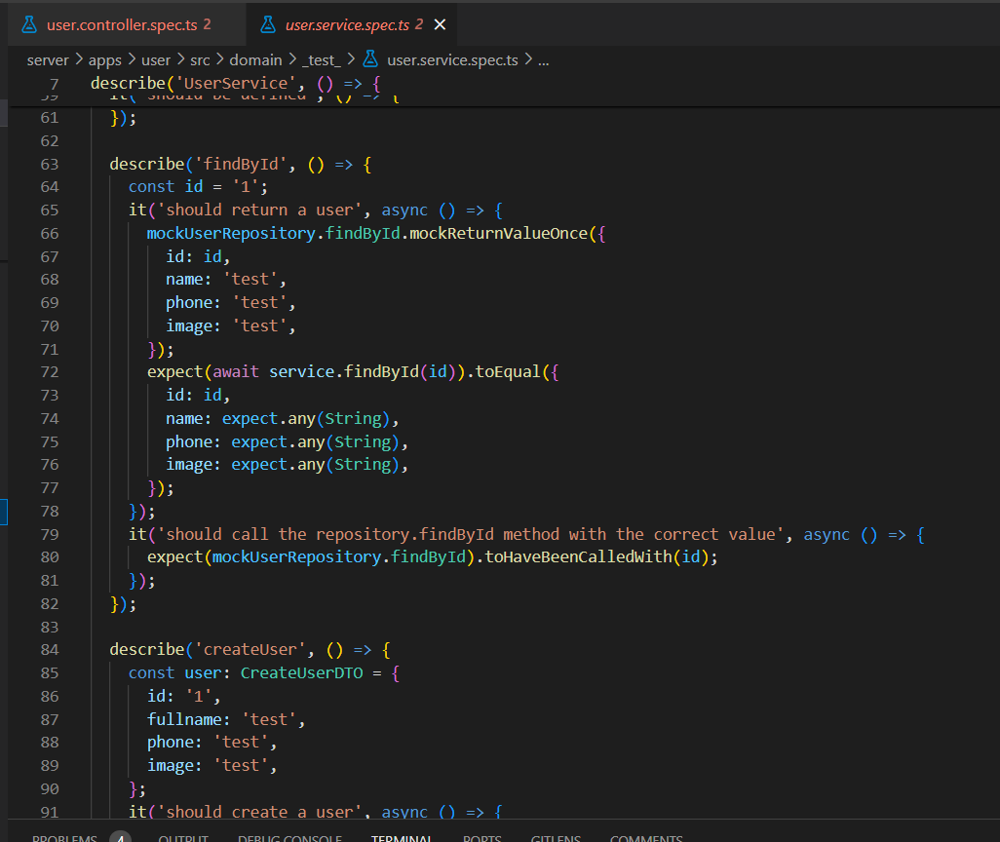 user.controller.spec.ts 2 user.service.spec.ts 2
server > apps > user > src > domain > _test_ > user.service.spec.ts > ...
7 describe('UserService', () => {
59 it('should be defined', () => {
61 });
62
63 describe('findById', () => {
64 const id = '1';
65 it('should return a user', async () => {
66 mockUserRepository.findById.mockReturnValueOnce({
67 id: id,
68 name: 'test',
69 phone: 'test',
70 image: 'test',
71 });
72 expect(await service.findById(id)).toEqual({
73 id: id,
74 name: expect.any(String),
75 phone: expect.any(String),
76 image: expect.any(String),
77 });
78 });
79 it('should call the repository.findById method with the correct value', async () => {
80 expect(mockUserRepository.findById).toHaveBeenCalledWith(id);
81 });
82 });
83
84 describe('createUser', () => {
85 const user: CreateUserDTO = {
86 id: '1',
87 fullname: 'test',
88 phone: 'test',
89 image: 'test',
90 };
91 it('should create a user', async () => {
PROBLEMS 4 OUTPUT DEBUG CONSOLE TERMINAL PORTS GITLENS COMMENTS